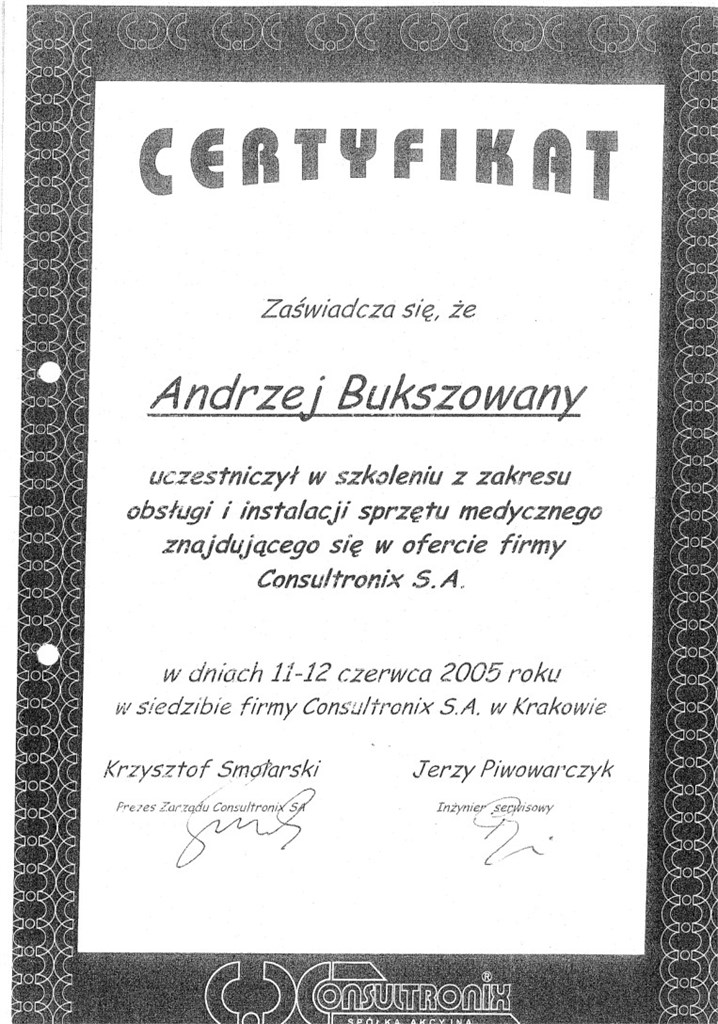 CERTYFIKAT
Zaświadcza się, że
Andrzej Bukszowany
uczestniczył w szkoleniu z zakresu
obsługi i instalacji sprzętu medycznego
znajdującego się w ofercie firmy
Consultronix S.A.
w dniach 11-12 czerwca 2005 roku
w siedzibie firmy Consultronix S.A. w Krakowie
Krzysztof Smolarski Jerzy Piwowarczyk
Prezes Zarządu Consultronix SA Inżynier serwisowy
CONSULTRONIX®
SPÓŁKA AKCYJNA